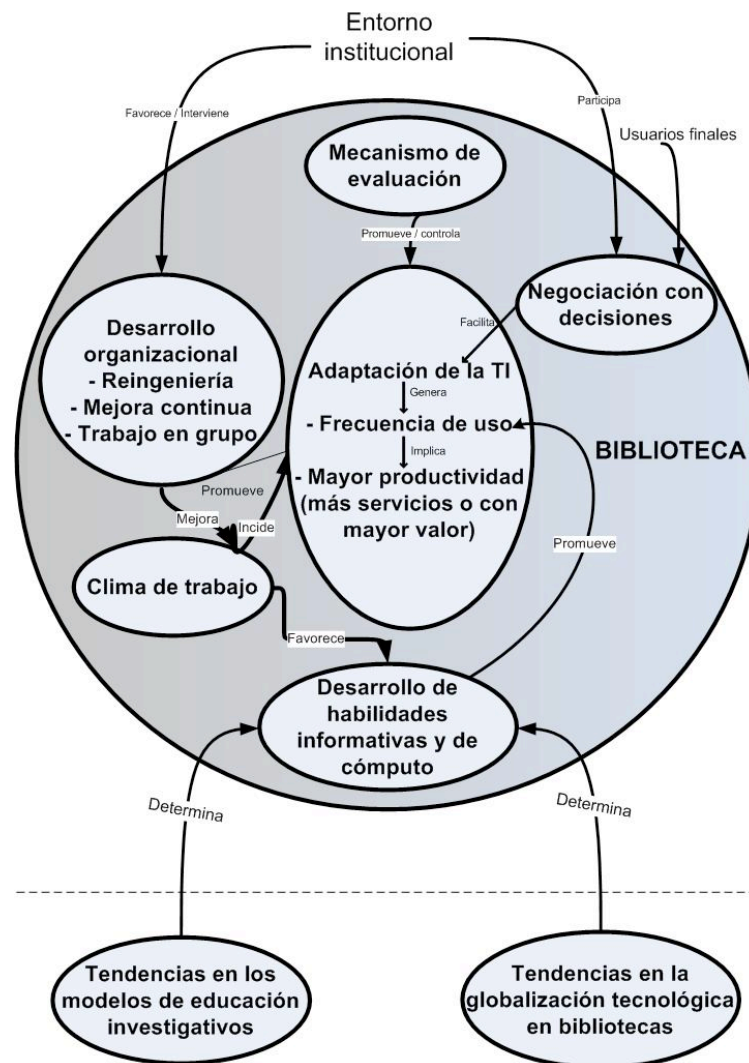 Entorno
institucional
Favorece / Interviene
Participa
Usuarios finales
Mecanismo de
evaluación
Promueve / controla
Negociación con
decisiones
Facilita
Desarrollo
organizacional
- Reingeniería
- Mejora continua
- Trabajo en grupo
Adaptación de la TI
Genera
- Frecuencia de uso
Implica
- Mayor productividad
(más servicios o con
mayor valor)
BIBLIOTECA
Promueve
Mejora
Incide
Promueve
Clima de trabajo
Favorece
Desarrollo de
habilidades
informativas y de
cómputo
Determina
Determina
Tendencias en los
modelos de educación
investigativos
Tendencias en la
globalización tecnológica
en bibliotecas